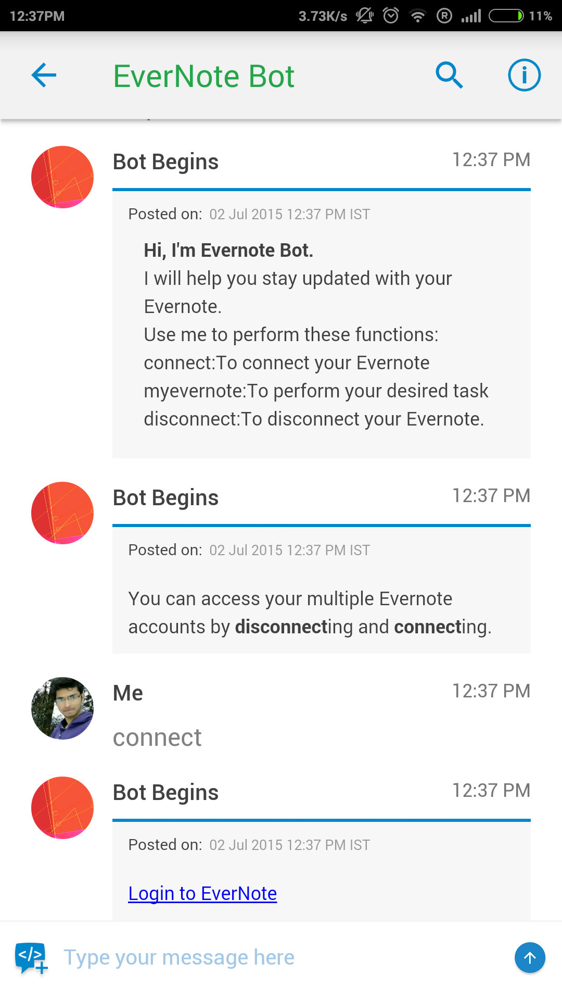 12:37PM 3.73K/s R 11%
EverNote Bot
Bot Begins 12:37 PM
Posted on: 02 Jul 2015 12:37 PM IST
Hi, I'm Evernote Bot.
I will help you stay updated with your
Evernote.
Use me to perform these functions:
connect:To connect your Evernote
myevernote:To perform your desired task
disconnect:To disconnect your Evernote.
Bot Begins 12:37 PM
Posted on: 02 Jul 2015 12:37 PM IST
You can access your multiple Evernote
accounts by disconnecting and connecting.
Me 12:37 PM
connect
Bot Begins 12:37 PM
Posted on: 02 Jul 2015 12:37 PM IST
Login to EverNote
Type your message here